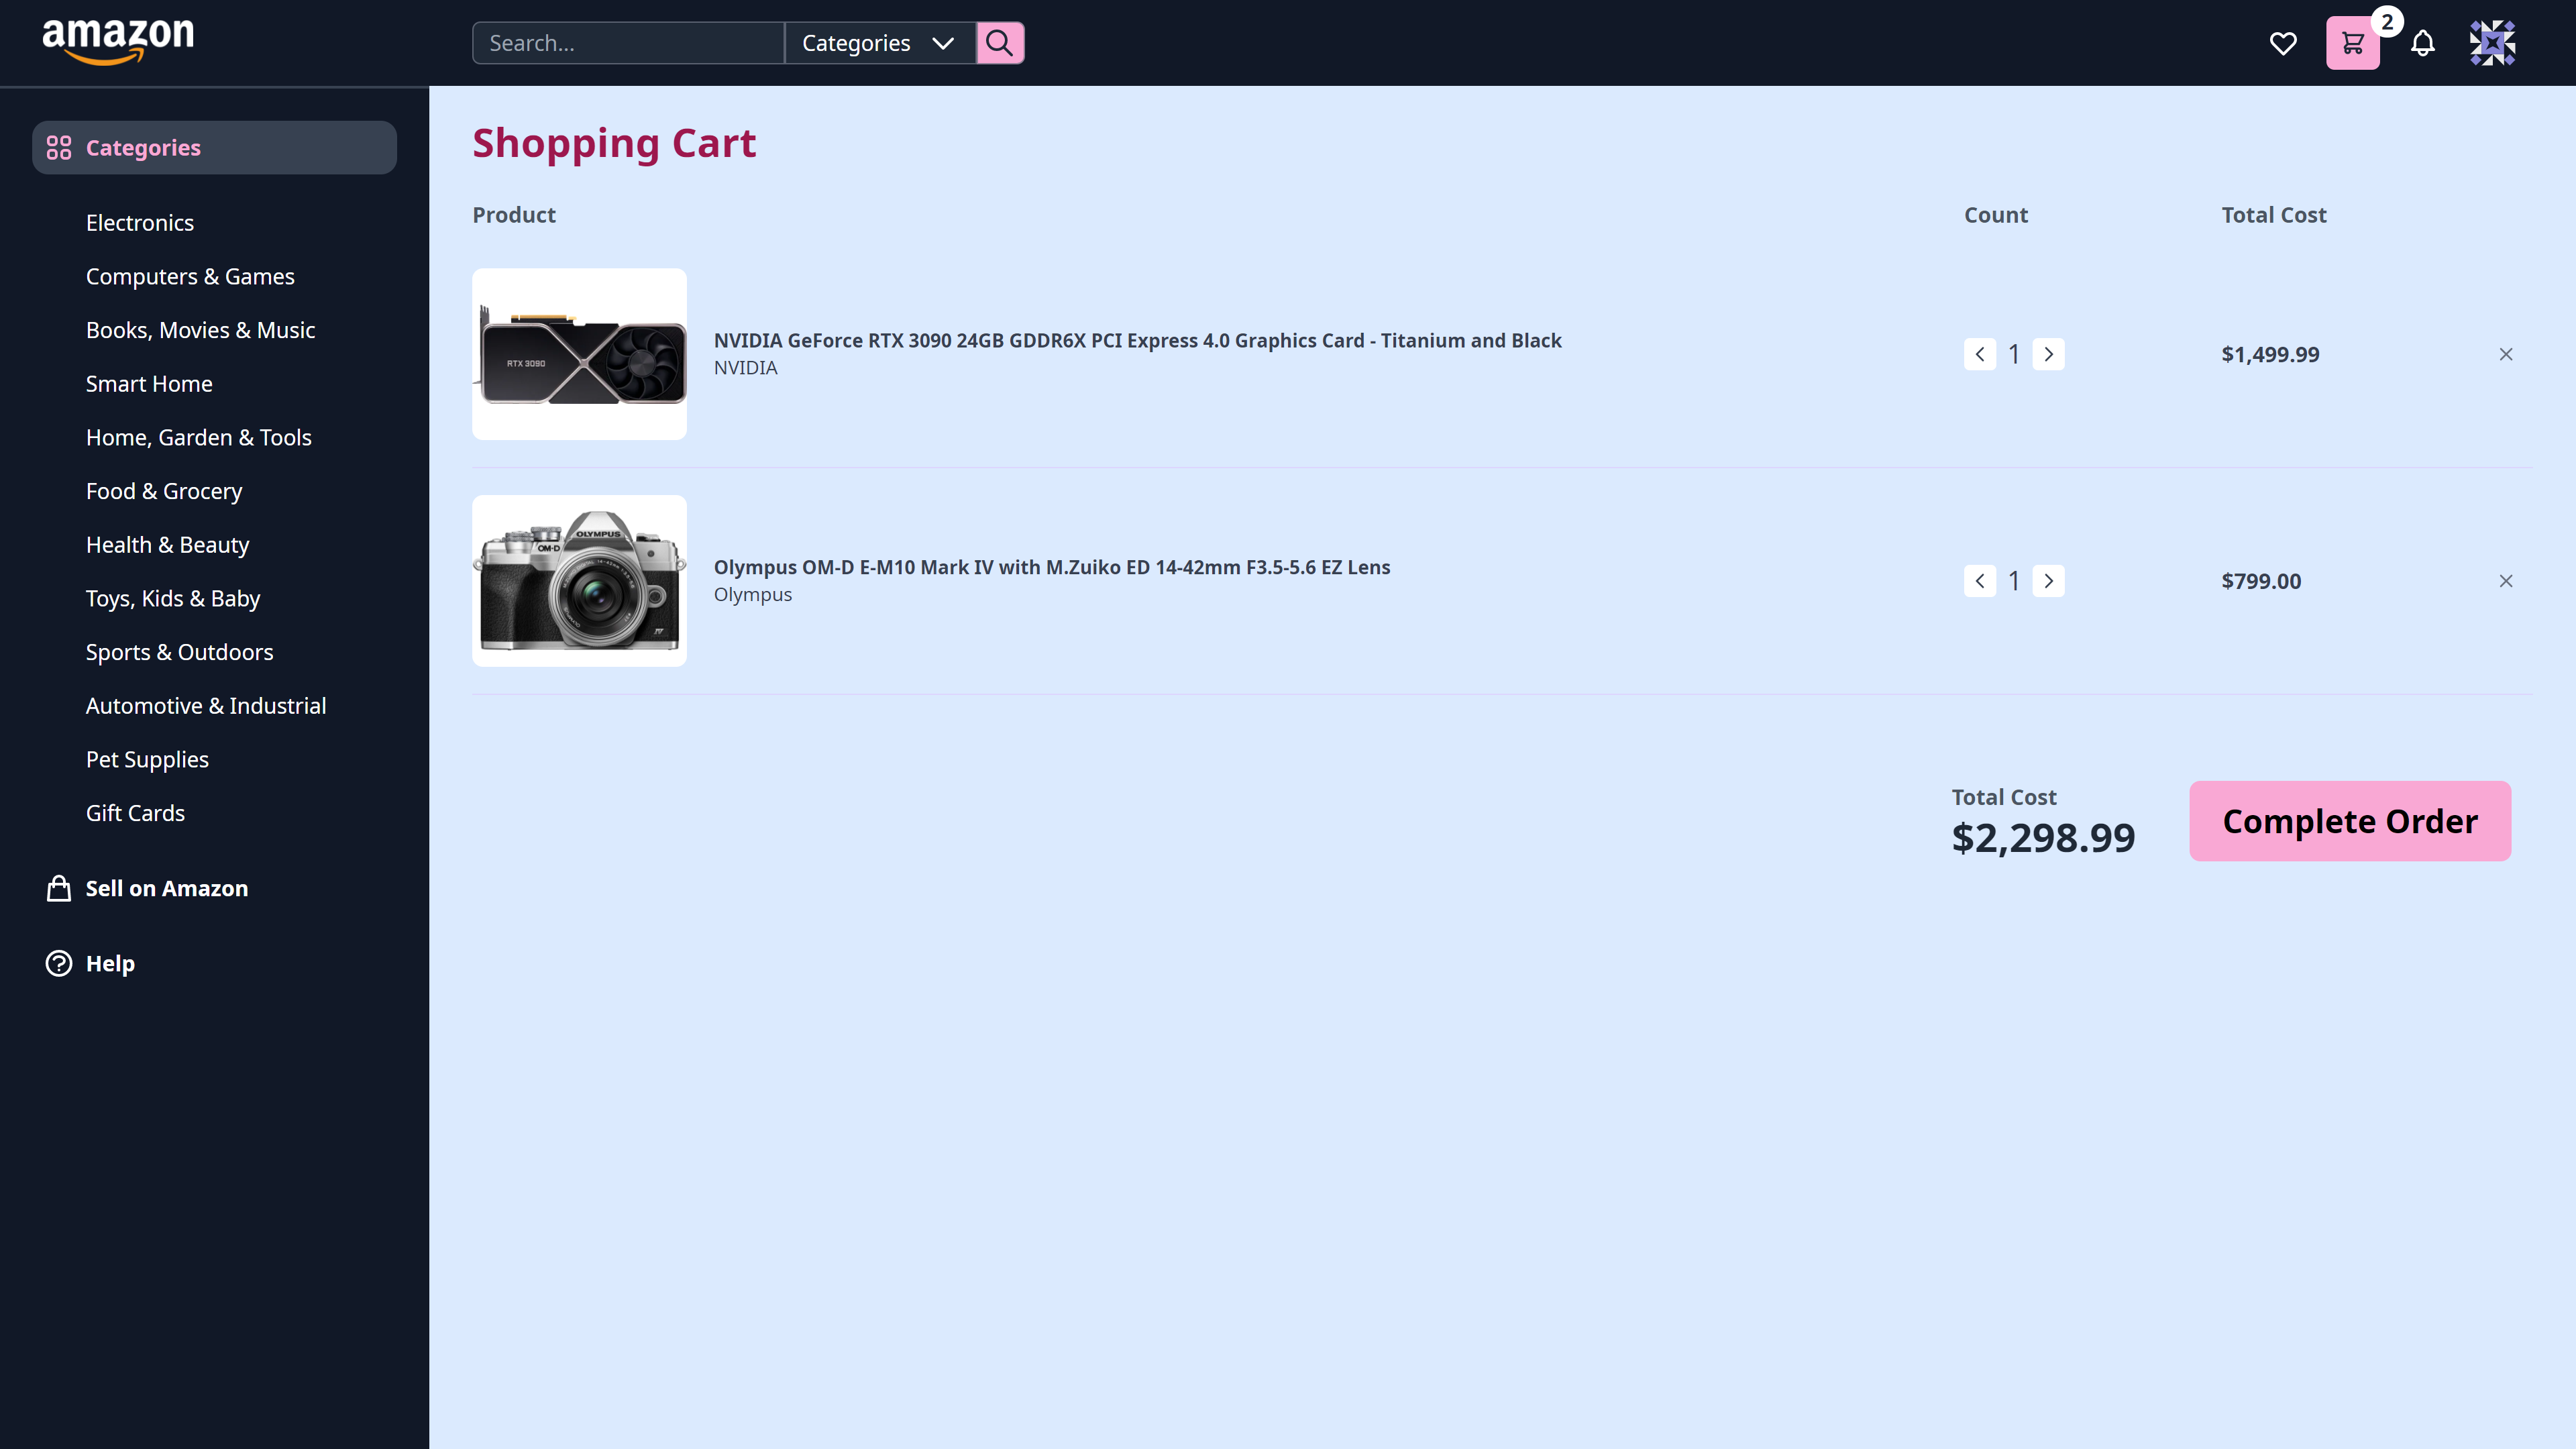 amazon
Search...
Categories
2
Categories
Electronics
Computers & Games
Books, Movies & Music
Smart Home
Home, Garden & Tools
Food & Grocery
Health & Beauty
Toys, Kids & Baby
Sports & Outdoors
Automotive & Industrial
Pet Supplies
Gift Cards
Sell on Amazon
Help
Shopping Cart
Product
Count
Total Cost
RTX 3090
NVIDIA GeForce RTX 3090 24GB GDDR6X PCI Express 4.0 Graphics Card - Titanium and Black
NVIDIA
1
$1,499.99
OLYMPUS
OM-D
Olympus OM-D E-M10 Mark IV with M.Zuiko ED 14-42mm F3.5-5.6 EZ Lens
Olympus
1
$799.00
Total Cost
$2,298.99
Complete Order